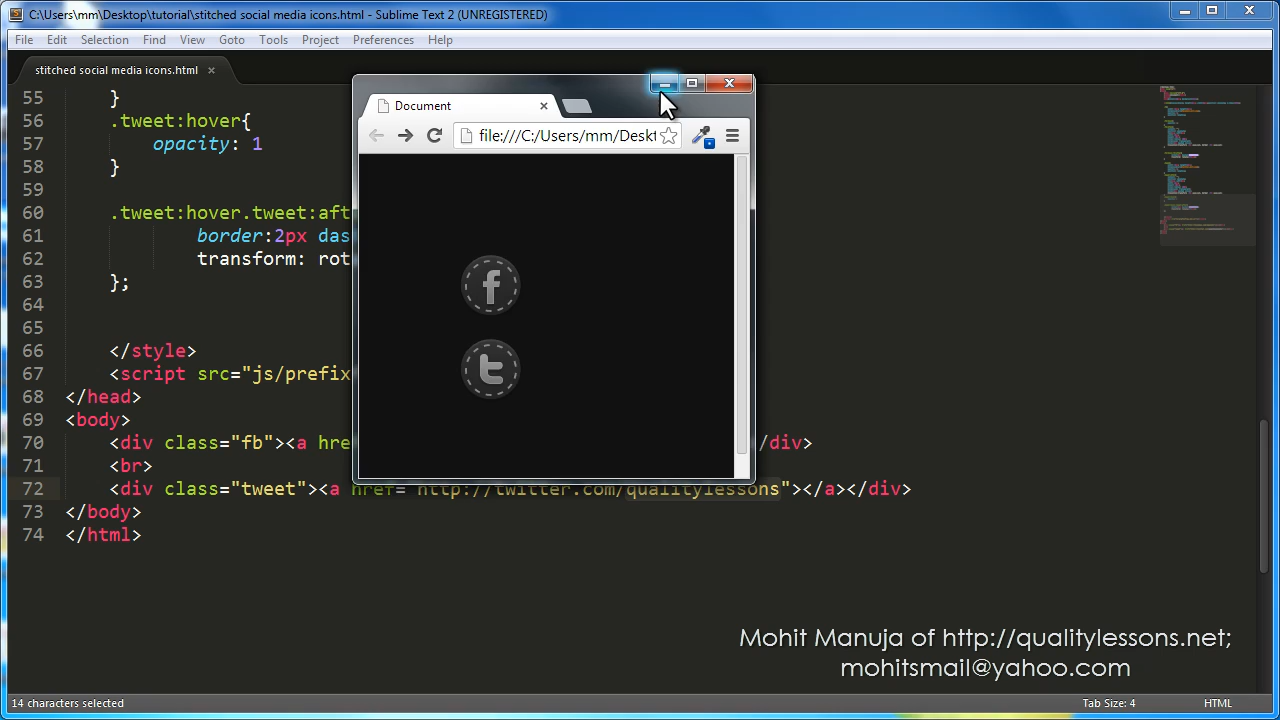 C:\Users\mm\Desktop\tutorial\stitched social media icons.html - Sublime Text 2 (UNREGISTERED)
File Edit Selection Find View Goto Tools Project Preferences Help
stitched social media icons.html
Document
file:///C:/Users/mm/Deskt
55 }
56 .tweet:hover{
57 opacity: 1
58 }
59
60 .tweet:hover.tweet:aft
61 border:2px das
62 transform: rot
63 };
64
65
66 </style>
67 <script src="js/prefix
68 </head>
69 <body>
70 <div class="fb"><a hre /div>
71 <br>
72 <div class="tweet"><a href="http://twitter.com/qualitylessons"></a></div>
73 </body>
74 </html>
Mohit Manuja of http://qualitylessons.net;
mohitsmail@yahoo.com
14 characters selected
Tab Size: 4
HTML